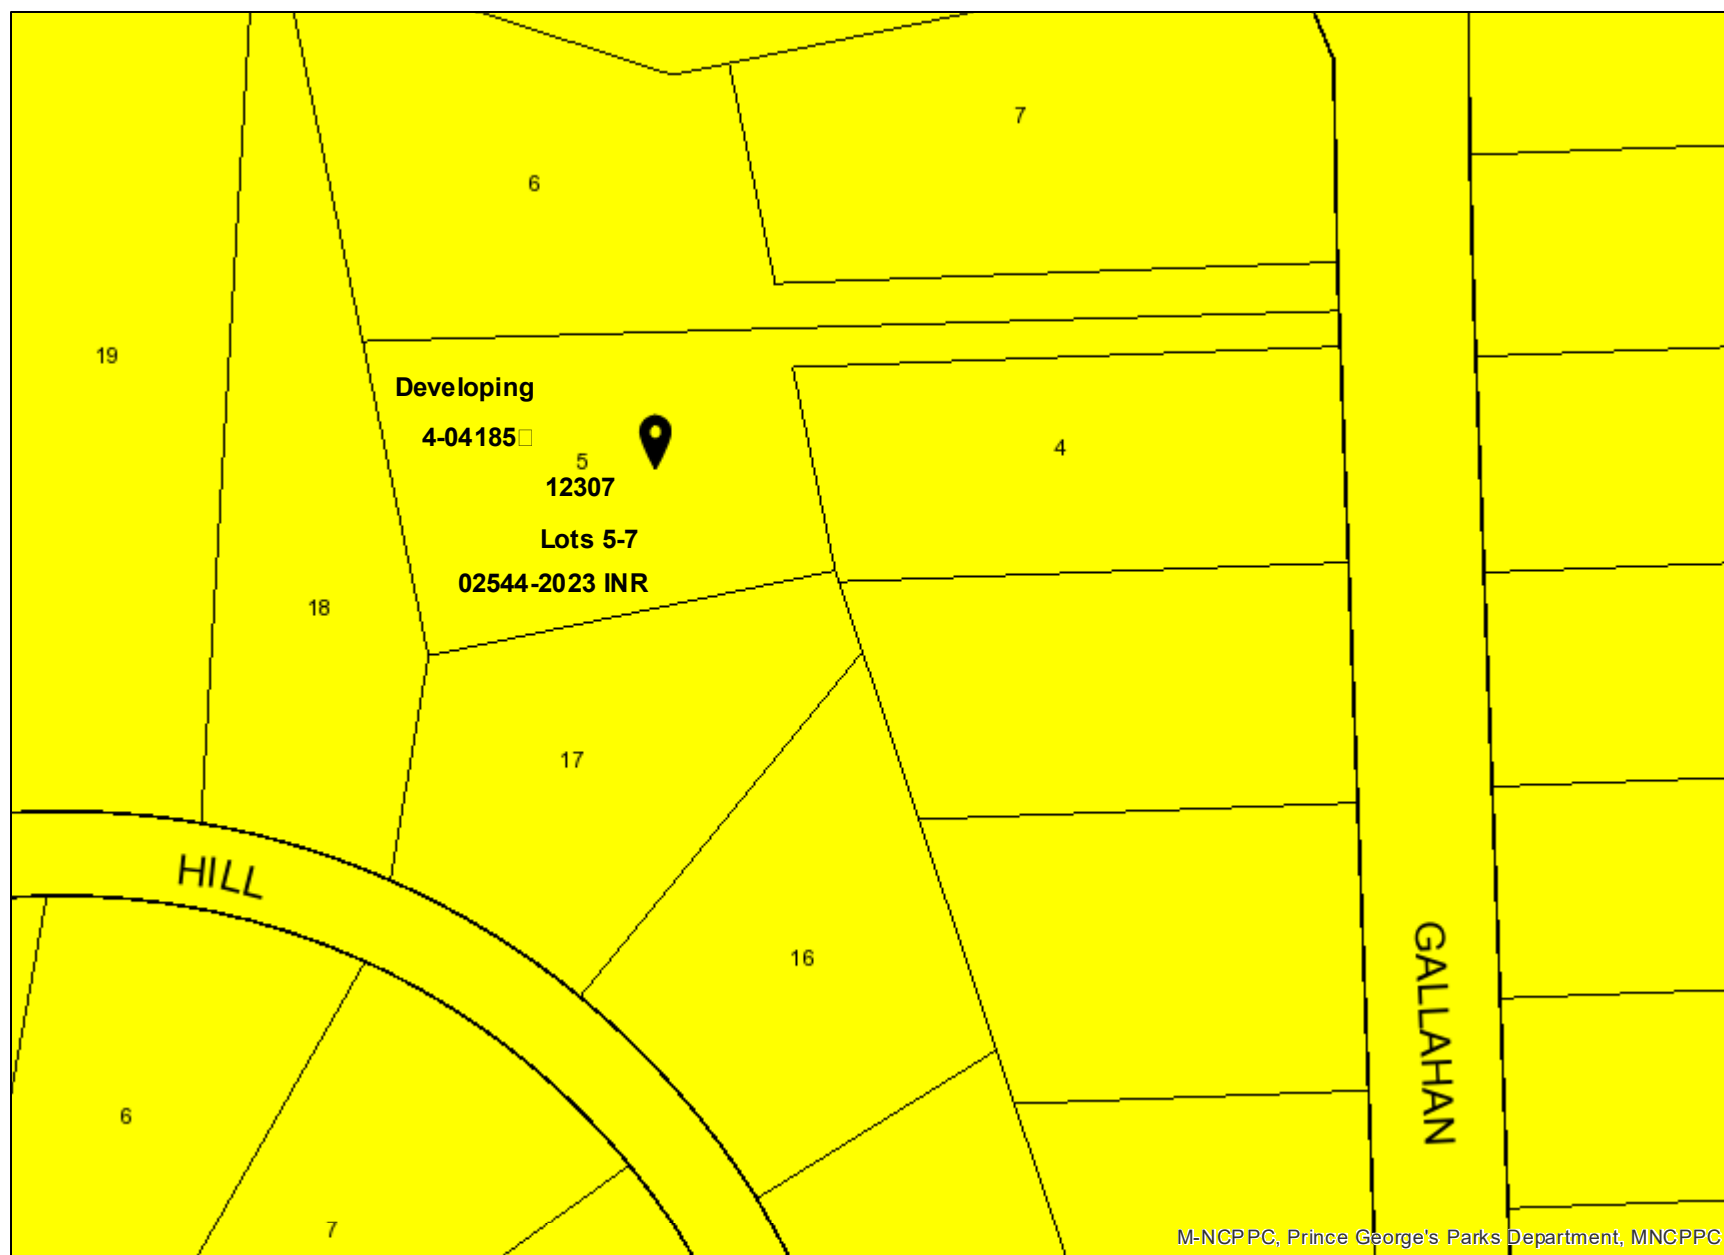 7
6
19
Developing
4-04185
5
4
12307
Lots 5-7
02544-2023 INR
18
17
HILL
16
GALLAHAN
6
7
M-NCPPC, Prince George's Parks Department, MNCPPC